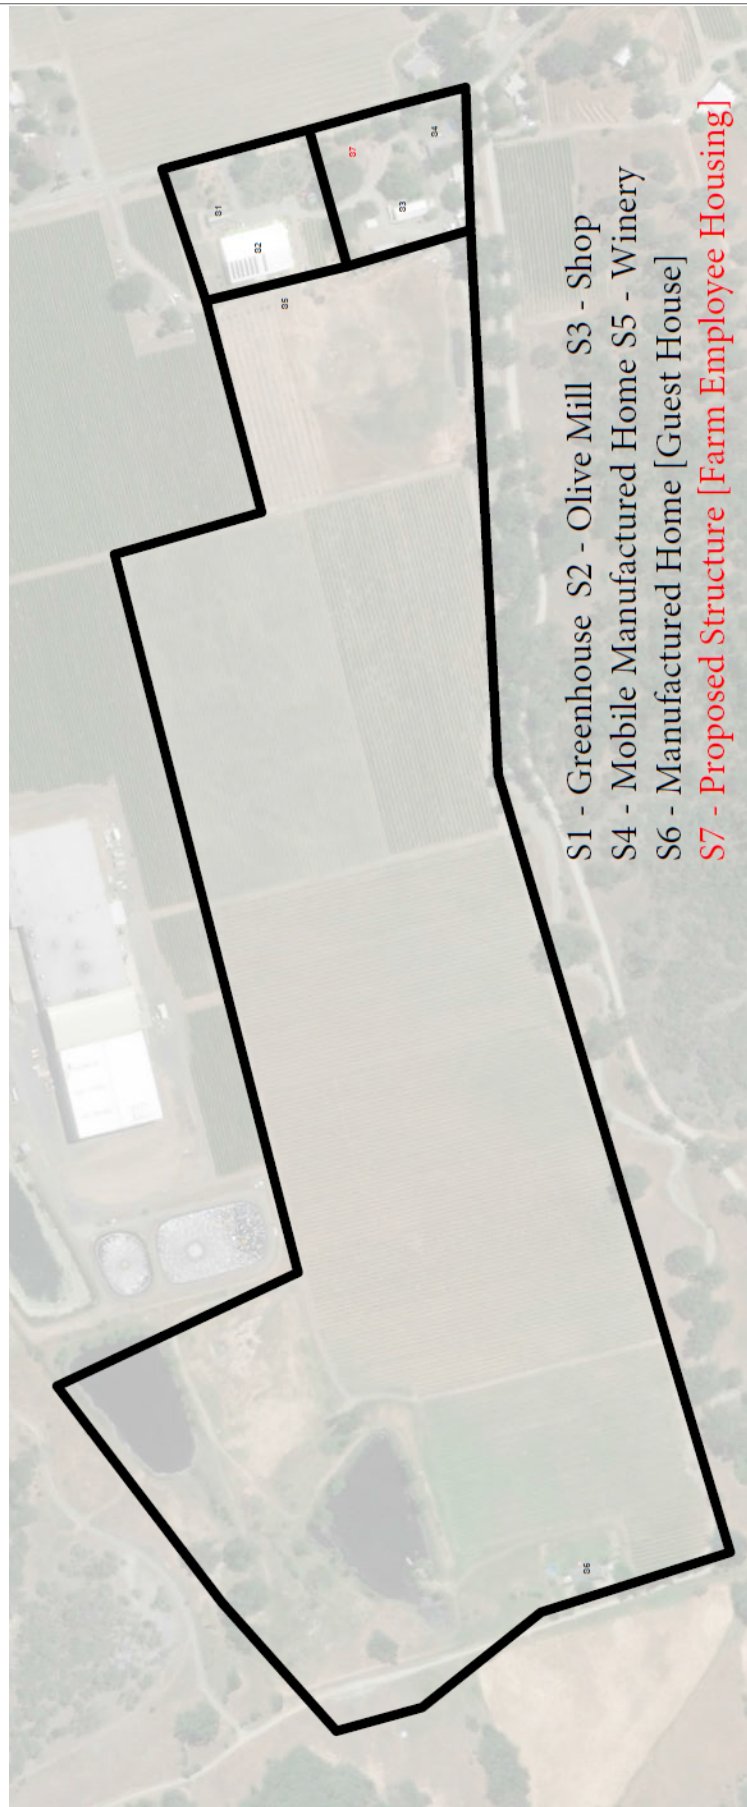 S1
S2
S5
S7
S4
S3
S6
S1 - Greenhouse S2 - Olive Mill S3 - Shop
S4 - Mobile Manufactured Home S5 - Winery
S6 - Manufactured Home [Guest House]
S7 - Proposed Structure [Farm Employee Housing]